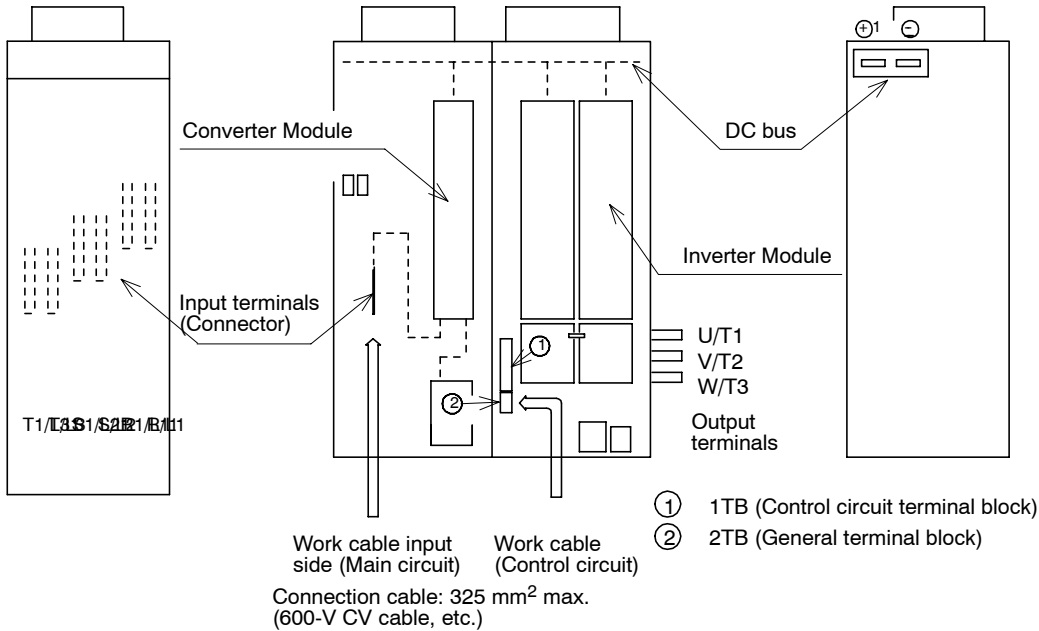 ⊕1 ⊖
Converter Module
DC bus
Inverter Module
Input terminals
(Connector)
1
2
U/T1
V/T2
W/T3
Output
terminals
1 1TB (Control circuit terminal block)
2 2TB (General terminal block)
Work cable input
side (Main circuit)
Work cable
(Control circuit)
Connection cable: 325 mm² max.
(600-V CV cable, etc.)